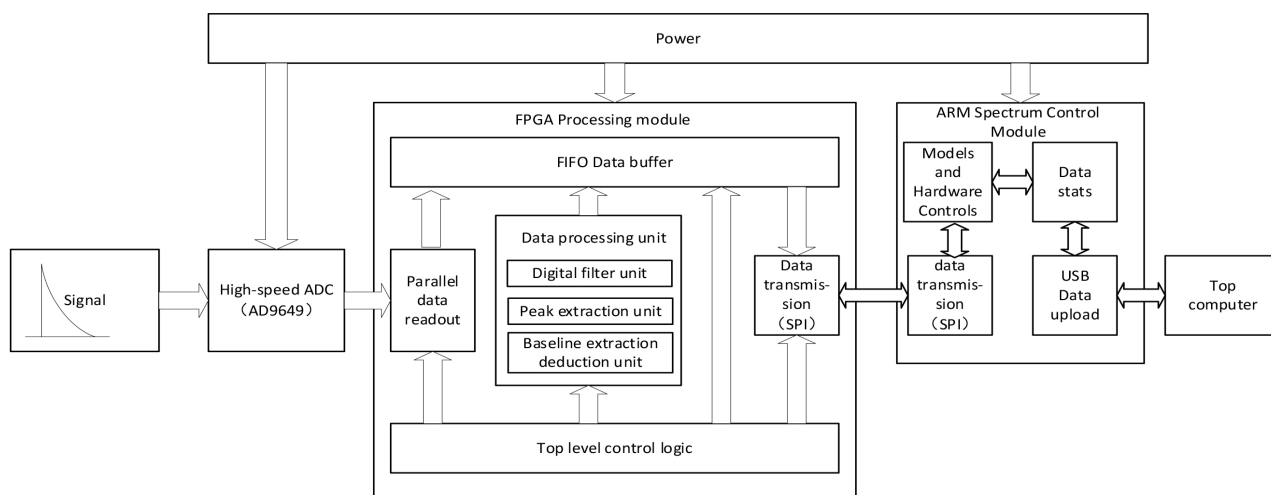 Power
FPGA Processing module
FIFO Data buffer
Data processing unit
Digital filter unit
Peak extraction unit
Baseline extraction
deduction unit
Signal
High-speed ADC
（AD9649）
Parallel
data
readout
Data
transmis-
sion
（SPI）
Top level control logic
ARM Spectrum Control
Module
Models
and
Hardware
Controls
Data
stats
data
transmis-
sion
（SPI）
USB
Data
upload
Top
computer